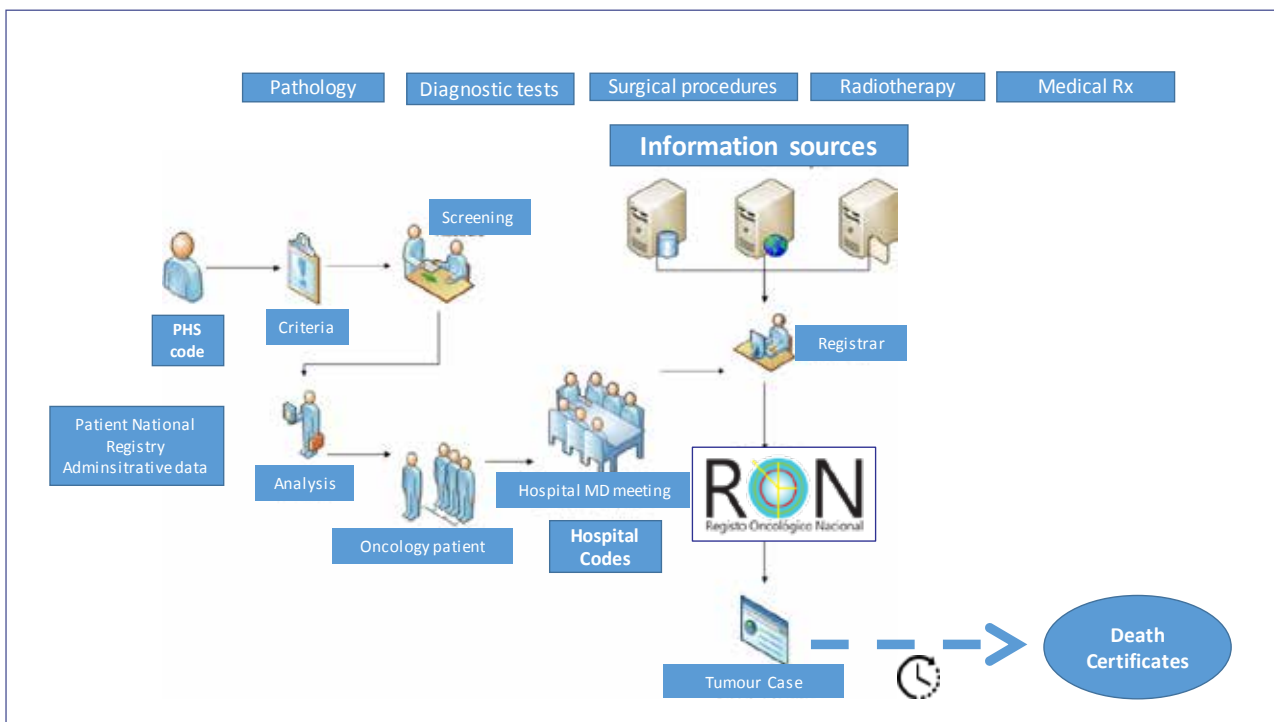 Pathology
Diagnostic tests
Surgical procedures
Radiotherapy
Medical Rx
Information sources
Screening
PHS
code
Criteria
Registrar
Patient National
Registry
Adminsitrative data
Analysis
Hospital MD meeting
Oncology patient
Hospital
Codes
RON
Registo Oncológico Nacional
Tumour Case
Death
Certificates